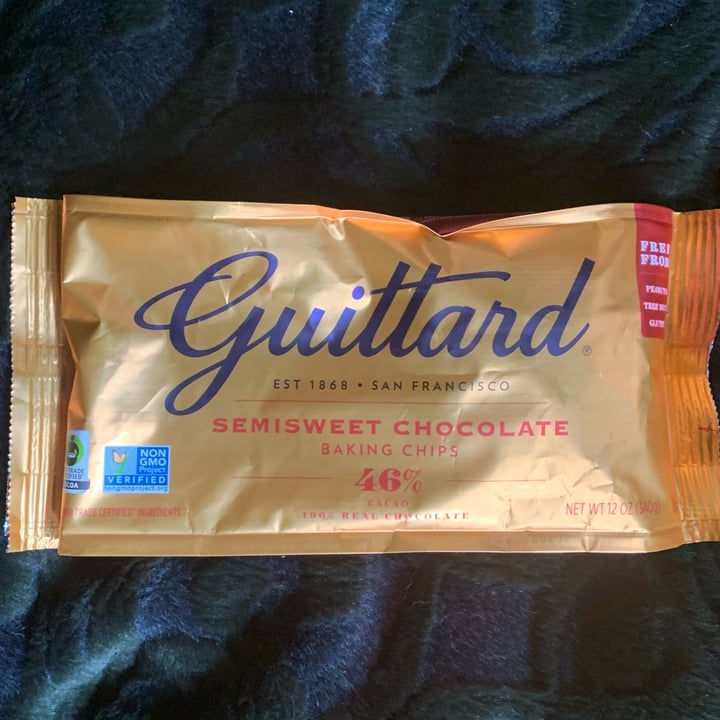 Guittard®
EST 1868 • SAN FRANCISCO
SEMISWEET CHOCOLATE
BAKING CHIPS
46%
CACAO
100% REAL CHOCOLATE
NET WT 12 OZ (340g)
FROM
NON
GMO
Project
VERIFIED
nongmoproject.org
TRADE CERTIFIED INGREDIENTS